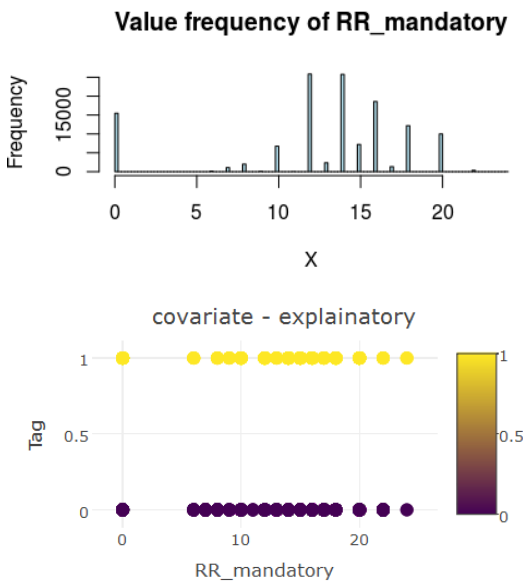 Value frequency of RR_mandatory
Frequency
15000
0
0 5 10 15 20
X
covariate - explainatory
1
0.5
0
Tag
0 10 20
RR_mandatory
1
0.5
0